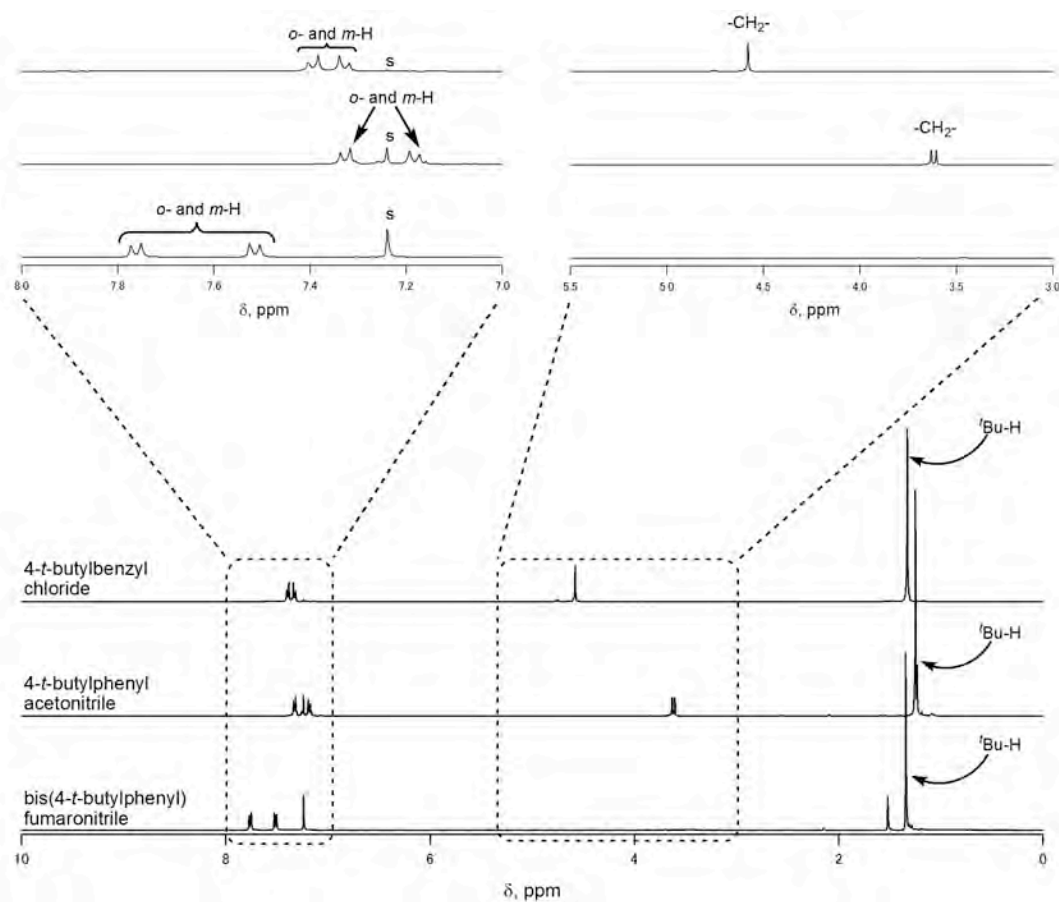 o- and m-H
s
-CH2-
o- and m-H
s
-CH2-
o- and m-H
s
8.0 7.8 7.6 7.4 7.2 7.0
δ, ppm
5.5 5.0 4.5 4.0 3.5 3.0
δ, ppm
tBu-H
4-t-butylbenzyl
chloride
tBu-H
4-t-butylphenyl
acetonitrile
tBu-H
bis(4-t-butylphenyl)
fumaronitrile
10 8 6 4 2 0
δ, ppm